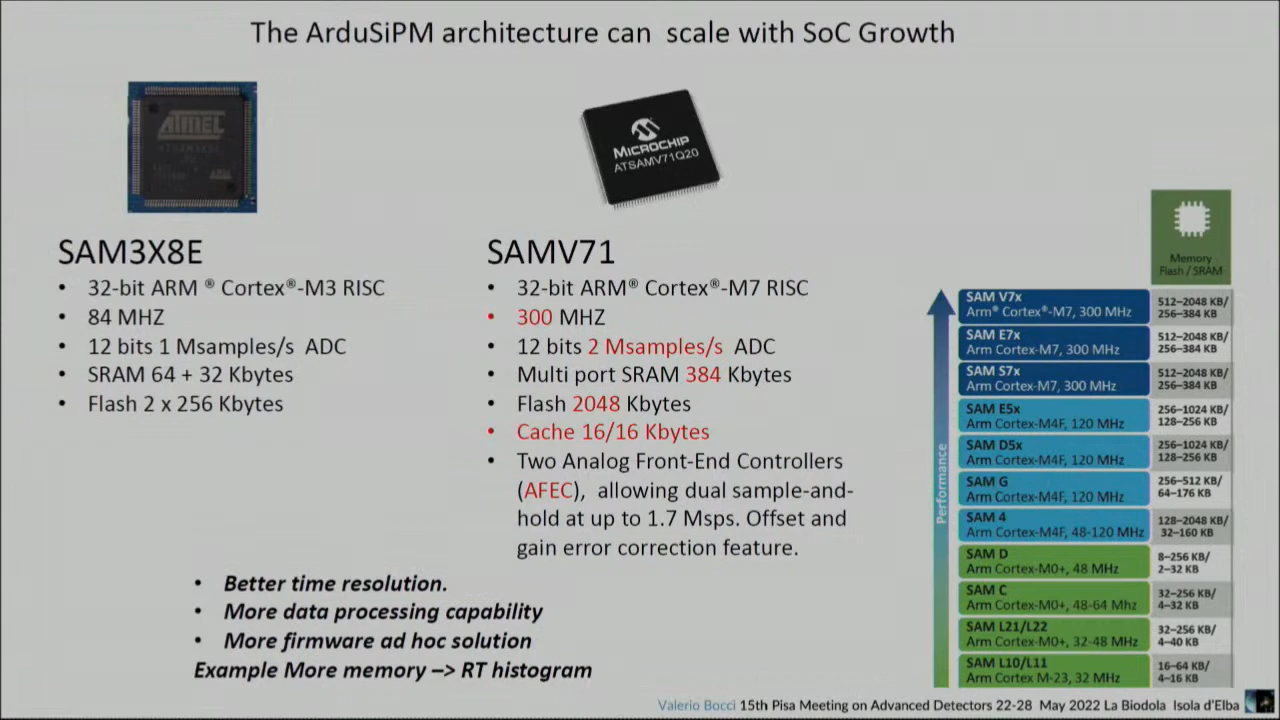 The ArduSiPM architecture can scale with SoC Growth
ATMEL
ARM
MICROCHIP
ATSAMV71Q20
SAM3X8E
• 32-bit ARM ® Cortex®-M3 RISC
• 84 MHZ
• 12 bits 1 Msamples/s ADC
• SRAM 64 + 32 Kbytes
• Flash 2 x 256 Kbytes
SAMV71
• 32-bit ARM® Cortex®-M7 RISC
• 300 MHZ
• 12 bits 2 Msamples/s ADC
• Multi port SRAM 384 Kbytes
• Flash 2048 Kbytes
• Cache 16/16 Kbytes
• Two Analog Front-End Controllers
(AFEC), allowing dual sample-and-
hold at up to 1.7 Msps. Offset and
gain error correction feature.
• Better time resolution.
• More data processing capability
• More firmware ad hoc solution
Example More memory –> RT histogram
Memory
Flash / SRAM
Performance
SAM V7x
Arm® Cortex®-M7, 300 MHz
512–2048 KB/
256–384 KB
SAM E7x
Arm Cortex-M7, 300 MHz
512–2048 KB/
256–384 KB
SAM S7x
Arm Cortex-M7, 300 MHz
512–2048 KB/
256–384 KB
SAM E5x
Arm Cortex-M4F, 120 MHz
256-1024 KB/
128–256 KB
SAM D5x
Arm Cortex-M4F, 120 MHz
256-1024 KB/
128–256 KB
SAM G
Arm Cortex-M4F, 120 MHz
256–512 KB/
64–176 KB
SAM 4
Arm Cortex-M4F, 48-120 MHz
128–2048 KB/
32–160 KB
SAM D
Arm Cortex-M0+, 48 MHz
8–256 KB/
2–32 KB
SAM C
Arm Cortex-M0+, 48-64 Mhz
32–256 KB/
4–32 KB
SAM L21/L22
Arm Cortex-M0+, 32-48 MHz
32–256 KB/
4–40 KB
SAM L10/L11
Arm Cortex M-23, 32 MHz
16–64 KB/
4–16 KB
Valerio Bocci 15th Pisa Meeting on Advanced Detectors 22-28 May 2022 La Biodola Isola d'Elba